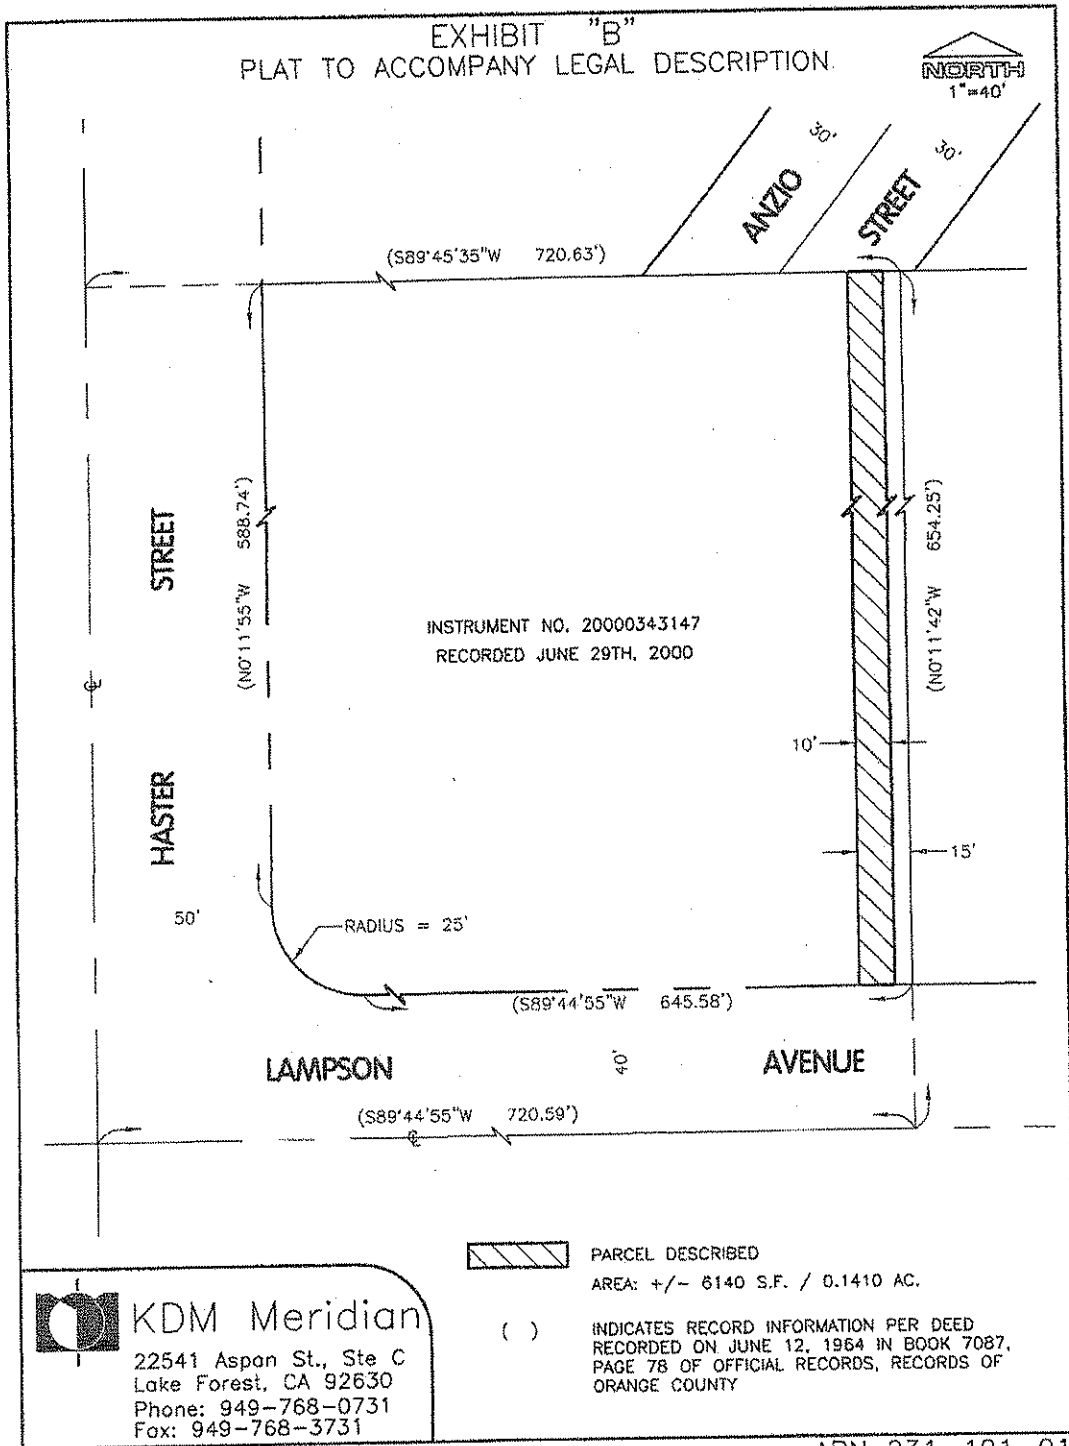 EXHIBIT "B"
PLAT TO ACCOMPANY LEGAL DESCRIPTION
NORTH
1"=40'
ANZIO 30'
STREET 30'
(S89°45'35"W 720.63')
HASTER STREET
(N0°11'55"W 588.74')
INSTRUMENT NO. 20000343147
RECORDED JUNE 29TH, 2000
(N0°11'42"W 654.25')
10'
15'
50'
RADIUS = 25'
(S89°44'55"W 645.58')
LAMPSON AVENUE
40'
(S89°44'55"W 720.59')
PARCEL DESCRIBED
AREA: +/- 6140 S.F. / 0.1410 AC.
( ) INDICATES RECORD INFORMATION PER DEED
RECORDED ON JUNE 12, 1964 IN BOOK 7087,
PAGE 78 OF OFFICIAL RECORDS, RECORDS OF
ORANGE COUNTY
KDM Meridian
22541 Aspan St., Ste C
Lake Forest, CA 92630
Phone: 949-768-0731
Fax: 949-768-3731